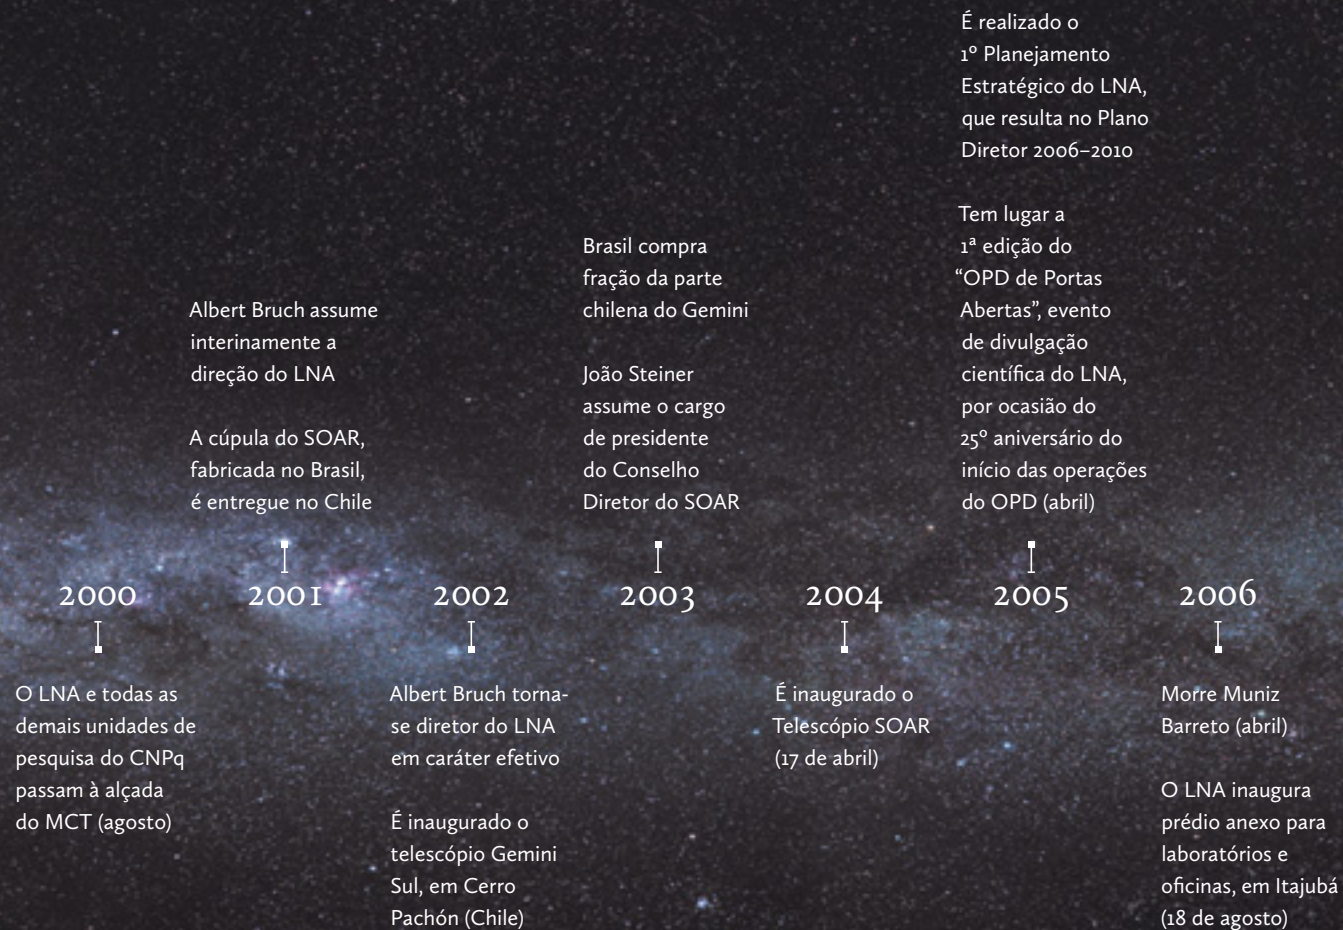 É realizado o
1º Planejamento
Estratégico do LNA,
que resulta no Plano
Diretor 2006–2010
Tem lugar a
1ª edição do
“OPD de Portas
Abertas”, evento
de divulgação
científica do LNA,
por ocasião do
25º aniversário do
início das operações
do OPD (abril)
Brasil compra
fração da parte
chilena do Gemini
João Steiner
assume o cargo
de presidente
do Conselho
Diretor do SOAR
Albert Bruch assume
interinamente a
direção do LNA
A cúpula do SOAR,
fabricada no Brasil,
é entregue no Chile
2000 2001 2002 2003 2004 2005 2006
O LNA e todas as
demais unidades de
pesquisa do CNPq
passam à alçada
do MCT (agosto)
Albert Bruch torna-
se diretor do LNA
em caráter efetivo
É inaugurado o
telescópio Gemini
Sul, em Cerro
Pachón (Chile)
É inaugurado o
Telescópio SOAR
(17 de abril)
Morre Muniz
Barreto (abril)
O LNA inaugura
prédio anexo para
laboratórios e
oficinas, em Itajubá
(18 de agosto)